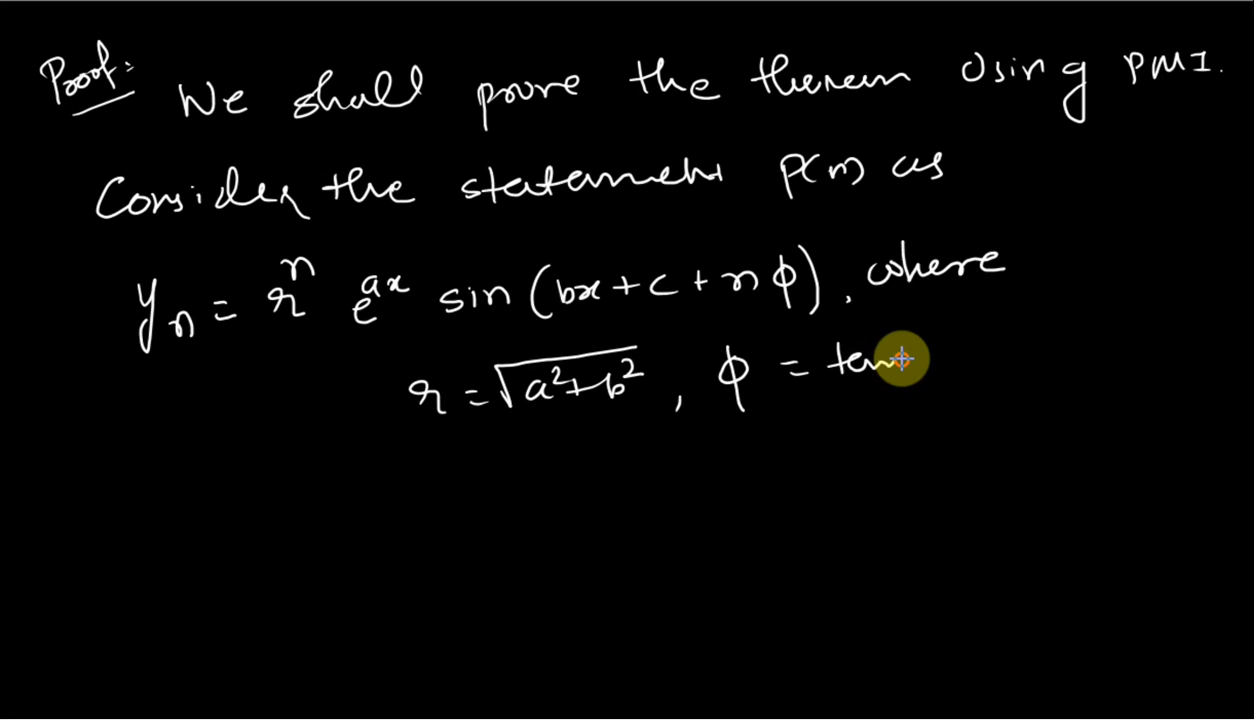 Proof:
We shall prove the theorem using PMI.
Consider the statement P(n) as
yₙ = rⁿ e^{ax} sin (bx + c + nϕ), where
r = √(a² + b²), ϕ = tan